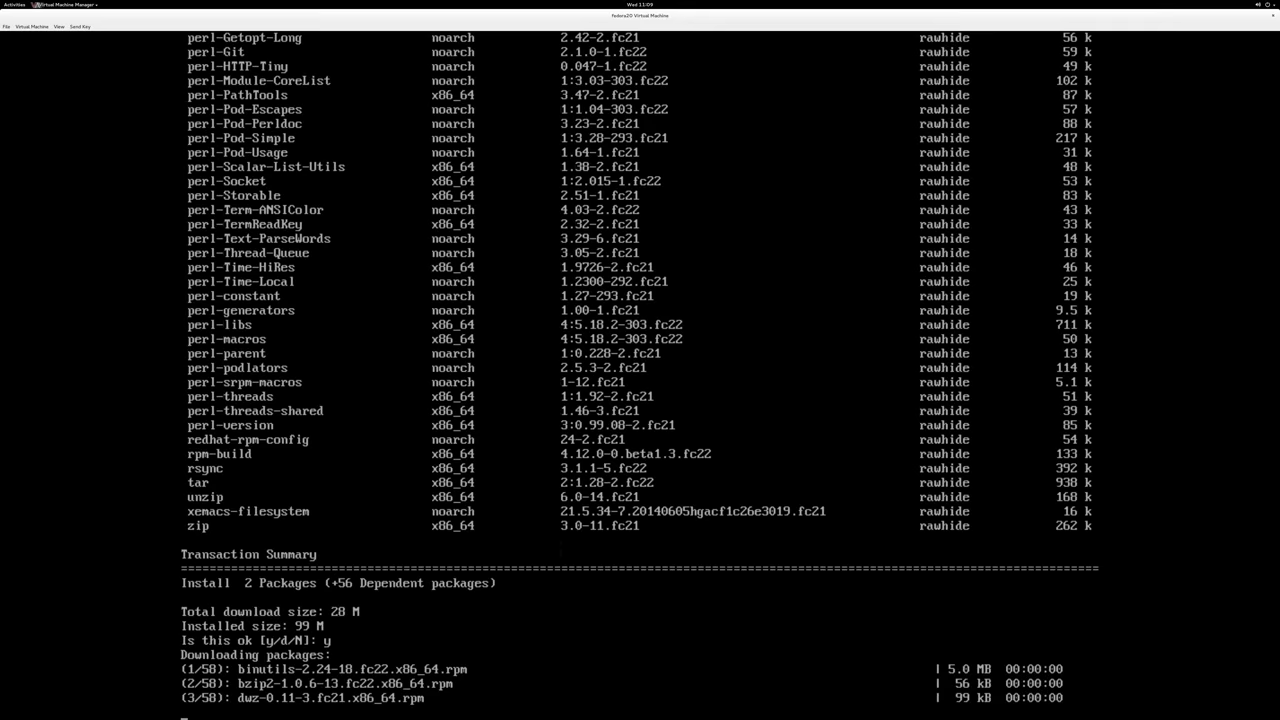 Activities Virtual Machine Manager Wed 11:09
Fedora20 Virtual Machine
File Virtual Machine View Send Key
perl-Getopt-Long noarch 2.42-2.fc21 rawhide 56 k
perl-Git noarch 2.1.0-1.fc22 rawhide 59 k
perl-HTTP-Tiny noarch 0.047-1.fc22 rawhide 49 k
perl-Module-CoreList noarch 1:3.03-303.fc22 rawhide 102 k
perl-PathTools x86_64 3.47-2.fc21 rawhide 87 k
perl-Pod-Escapes noarch 1:1.04-303.fc22 rawhide 57 k
perl-Pod-Perldoc noarch 3.23-2.fc21 rawhide 88 k
perl-Pod-Simple noarch 1:3.28-293.fc21 rawhide 217 k
perl-Pod-Usage noarch 1.64-1.fc21 rawhide 31 k
perl-Scalar-List-Utils x86_64 1.38-2.fc21 rawhide 48 k
perl-Socket x86_64 1:2.015-1.fc22 rawhide 53 k
perl-Storable x86_64 2.51-1.fc21 rawhide 83 k
perl-Term-ANSIColor noarch 4.03-2.fc22 rawhide 43 k
perl-TermReadKey x86_64 2.32-2.fc21 rawhide 33 k
perl-Text-ParseWords noarch 3.29-6.fc21 rawhide 14 k
perl-Thread-Queue noarch 3.05-2.fc21 rawhide 18 k
perl-Time-HiRes x86_64 1.9726-2.fc21 rawhide 46 k
perl-Time-Local noarch 1.2300-292.fc21 rawhide 25 k
perl-constant noarch 1.27-293.fc21 rawhide 19 k
perl-generators noarch 1.00-1.fc21 rawhide 9.5 k
perl-libs x86_64 4:5.18.2-303.fc22 rawhide 711 k
perl-macros x86_64 4:5.18.2-303.fc22 rawhide 50 k
perl-parent noarch 1:0.228-2.fc21 rawhide 13 k
perl-podlators noarch 2.5.3-2.fc21 rawhide 114 k
perl-srpm-macros noarch 1-12.fc21 rawhide 5.1 k
perl-threads x86_64 1:1.92-2.fc21 rawhide 51 k
perl-threads-shared x86_64 1.46-3.fc21 rawhide 39 k
perl-version x86_64 3:0.99.08-2.fc21 rawhide 85 k
redhat-rpm-config noarch 24-2.fc21 rawhide 54 k
rpm-build x86_64 4.12.0-0.beta1.3.fc22 rawhide 133 k
rsync x86_64 3.1.1-5.fc22 rawhide 392 k
tar x86_64 2:1.28-2.fc22 rawhide 938 k
unzip x86_64 6.0-14.fc21 rawhide 168 k
xemacs-filesystem noarch 21.5.34-7.20140605hgacf1c26e3019.fc21 rawhide 16 k
zip x86_64 3.0-11.fc21 rawhide 262 k
Transaction Summary
================================================================================
Install 2 Packages (+56 Dependent packages)
Total download size: 28 M
Installed size: 99 M
Is this ok [y/d/N]: y
Downloading packages:
(1/58): binutils-2.24-18.fc22.x86_64.rpm | 5.0 MB 00:00:00
(2/58): bzip2-1.0.6-13.fc22.x86_64.rpm | 56 kB 00:00:00
(3/58): dwz-0.11-3.fc21.x86_64.rpm | 99 kB 00:00:00